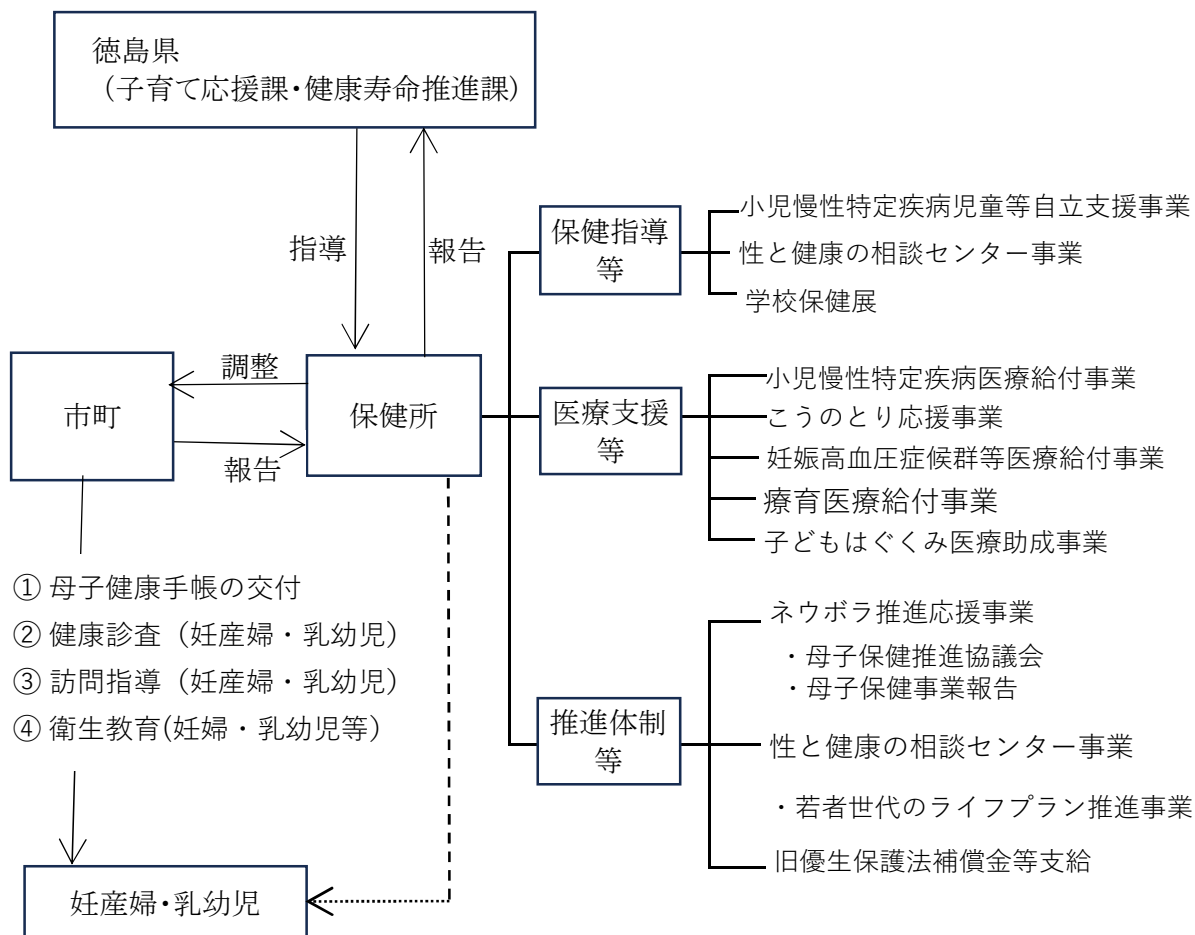 徳島県
（子育て応援課・健康寿命推進課）
指導
報告
市町
調整
報告
保健所
保健指導
等
小児慢性特定疾病児童等自立支援事業
性と健康の相談センター事業
学校保健展
医療支援
等
小児慢性特定疾病医療給付事業
こうのとり応援事業
妊娠高血圧症候群等医療給付事業
療育医療給付事業
子どもはぐくみ医療助成事業
推進体制
等
ネウボラ推進応援事業
・母子保健推進協議会
・母子保健事業報告
性と健康の相談センター事業
・若者世代のライフプラン推進事業
旧優生保護法補償金等支給
① 母子健康手帳の交付
② 健康診査（妊産婦・乳幼児）
③ 訪問指導（妊産婦・乳幼児）
④ 衛生教育(妊婦・乳幼児等）
妊産婦・乳幼児